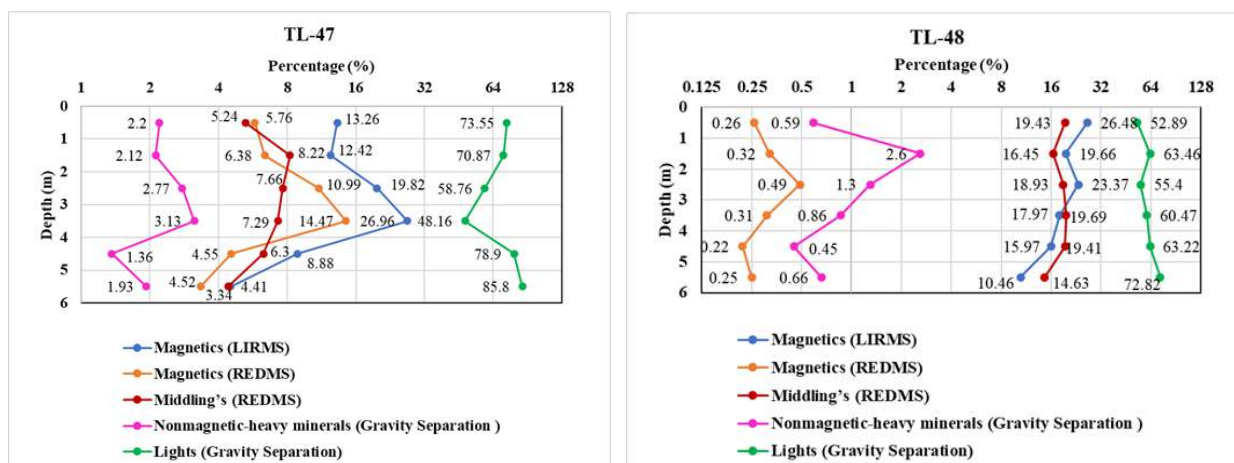 TL-47
Percentage (%)
1 2 4 8 16 32 64 128
Depth (m)
0
1
2
3
4
5
6
2.2 5.24 5.76 13.26 73.55
2.12 6.38 8.22 12.42 70.87
2.77 7.66 10.99 19.82 58.76
3.13 7.29 14.47 26.96 48.16
1.36 4.55 6.3 8.88 78.9
1.93 4.52 3.34 4.41 85.8
Magnetics (LIRMS)
Magnetics (REDMS)
Middling's (REDMS)
Nonmagnetic-heavy minerals (Gravity Separation )
Lights (Gravity Separation)
TL-48
Percentage (%)
0.125 0.25 0.5 1 2 4 8 16 32 64 128
Depth (m)
0
1
2
3
4
5
6
0.26 0.59 19.43 26.48 52.89
0.32 2.6 16.45 19.66 63.46
0.49 1.3 18.93 23.37 55.4
0.31 0.86 17.97 19.69 60.47
0.22 0.45 15.97 19.41 63.22
0.25 0.66 10.46 14.63 72.82
Magnetics (LIRMS)
Magnetics (REDMS)
Middling's (REDMS)
Nonmagnetic-heavy minerals (Gravity Separation )
Lights (Gravity Separation)